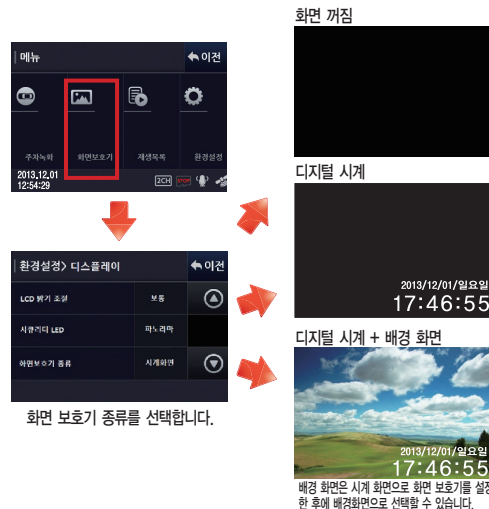 화면 꺼짐
메뉴
이전
주차녹화
화면보호기
재생목록
환경설정
2013.12.01
12:54:29
2CH
STOP
디지털 시계
2013/12/01/일요일
17:46:55
환경설정> 디스플레이
이전
LCD 밝기 조절
보통
시큐리티 LED
파노라마
화면보호기 종류
시계화면
화면 보호기 종류를 선택합니다.
디지털 시계 + 배경 화면
2013/12/01/일요일
17:46:55
배경 화면은 시계 화면으로 화면 보호기를 설정
한 후에 배경화면으로 선택할 수 있습니다.